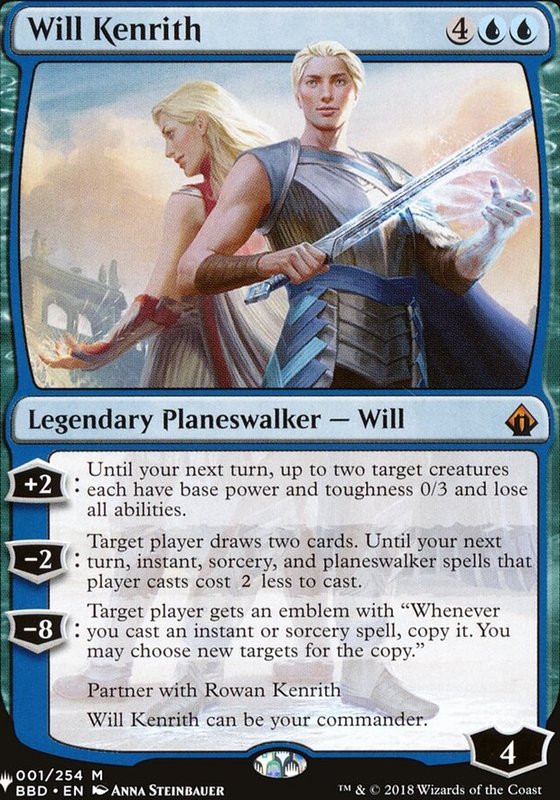 Will Kenrith 4
Legendary Planeswalker — Will
+2 : Until your next turn, up to two target creatures
each have base power and toughness 0/3 and lose
all abilities.
-2 : Target player draws two cards. Until your next
turn, instant, sorcery, and planeswalker spells that
player casts cost 2 less to cast.
-8 : Target player gets an emblem with “Whenever
you cast an instant or sorcery spell, copy it. You
may choose new targets for the copy.”
Partner with Rowan Kenrith
Will Kenrith can be your commander.
4
001/254 M
BBD • EN Anna Steinbauer
™ & © 2018 Wizards of the Coast